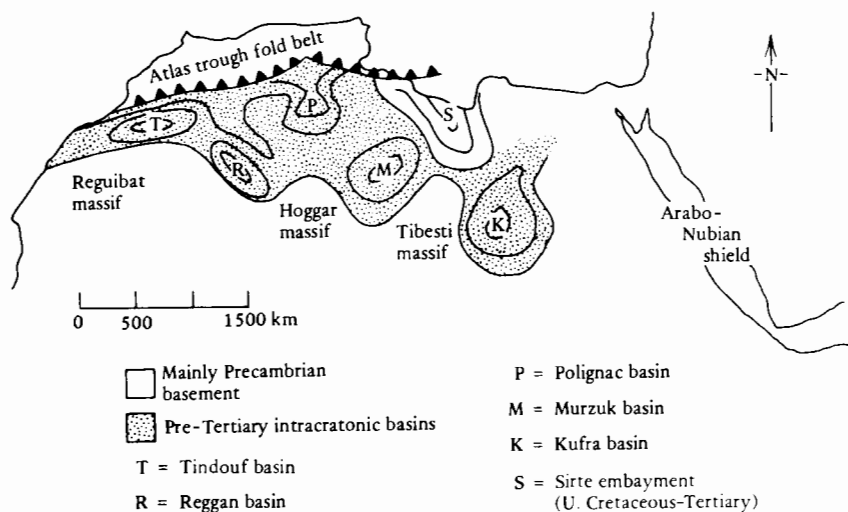 Atlas trough fold belt
-N-
T
P
S
R
M
K
Reguibat
massif
Hoggar
massif
Tibesti
massif
Arabo-
Nubian
shield
0 500 1500 km
Mainly Precambrian
basement
Pre-Tertiary intracratonic basins
T = Tindouf basin
R = Reggan basin
P = Polignac basin
M = Murzuk basin
K = Kufra basin
S = Sirte embayment
(U. Cretaceous-Tertiary)